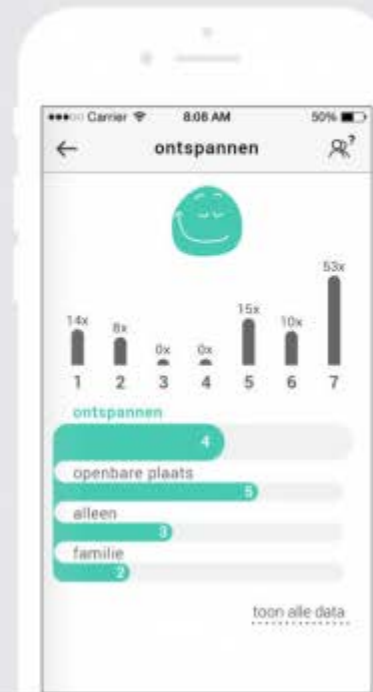 Carrier 8:08 AM 50%
ontspannen ?
53x
15x
14x
10x
8x
0x 0x
1 2 3 4 5 6 7
ontspannen
4
openbare plaats
5
alleen
3
familie
2
toon alle data